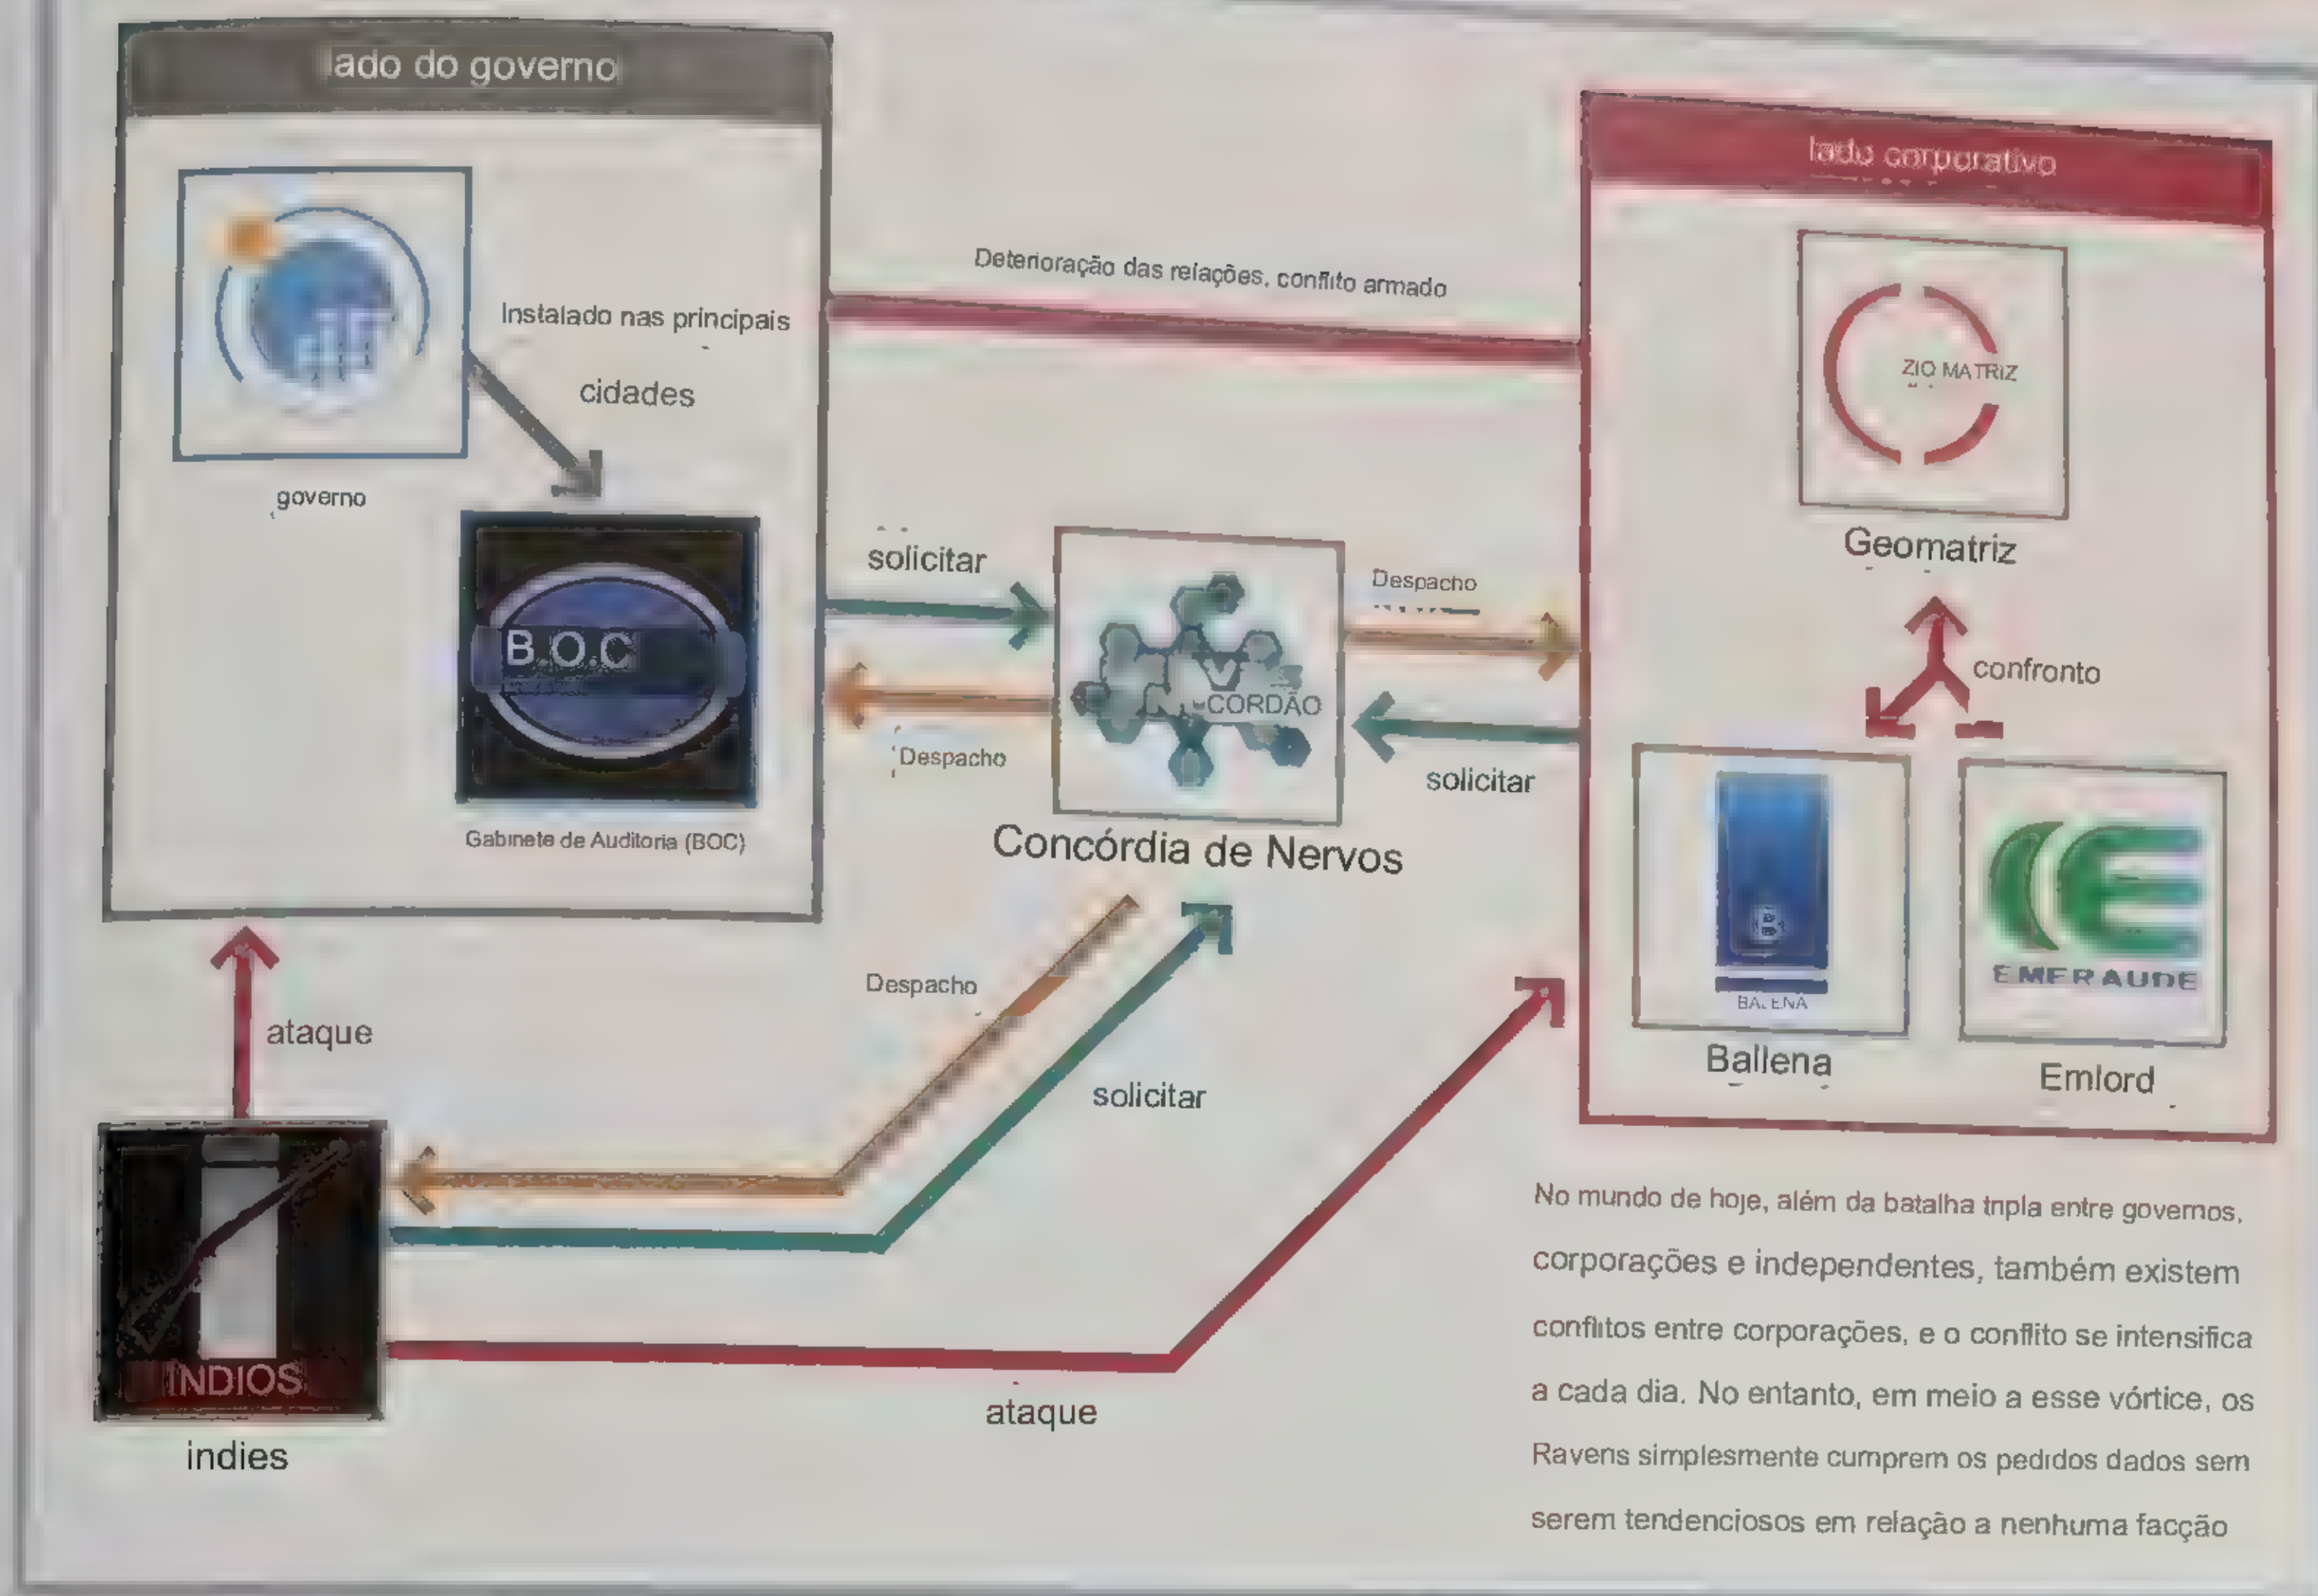 lado do governo
lado corporativo
Instalado nas principais
cidades
governo
B.O.C
Gabinete de Auditoria (BOC)
Deterioração das relações, conflito armado
ZIO MATRIZ
Geomatriz
confronto
solicitar
Despacho
CORDÃO
Despacho
solicitar
Concórdia de Nervos
BALENA
Ballena
EMERAUDE
Emlord
ataque
Despacho
solicitar
INDIOS
indies
ataque
No mundo de hoje, além da batalha tripla entre governos,
corporações e independentes, também existem
conflitos entre corporações, e o conflito se intensifica
a cada dia. No entanto, em meio a esse vórtice, os
Ravens simplesmente cumprem os pedidos dados sem
serem tendenciosos em relação a nenhuma facção